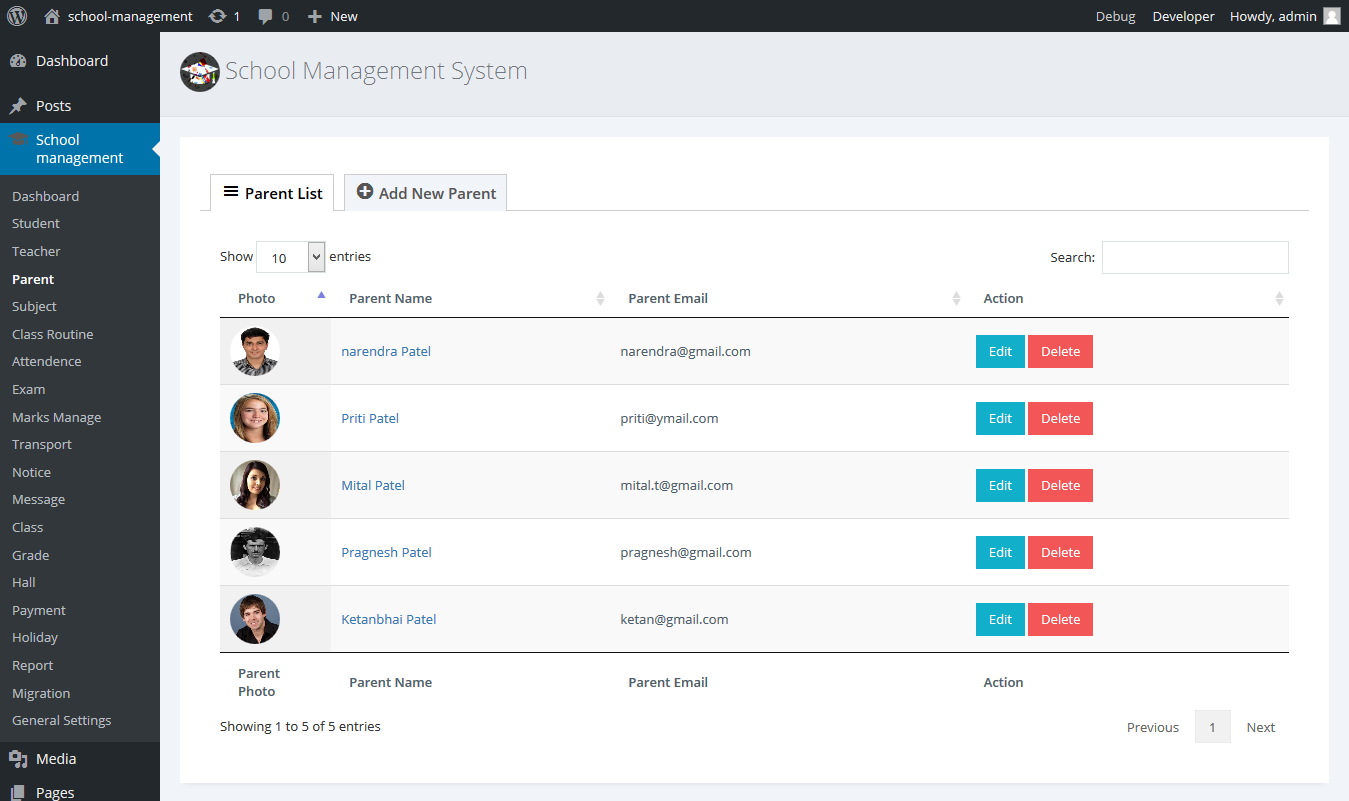 school-management 1 0 New Debug Developer Howdy, admin
Dashboard
Posts
School
management
Dashboard
Student
Teacher
Parent
Subject
Class Routine
Attendence
Exam
Marks Manage
Transport
Notice
Message
Class
Grade
Hall
Payment
Holiday
Report
Migration
General Settings
Media
Pages
School Management System
Parent List Add New Parent
Show 10 entries Search:
Photo Parent Name Parent Email Action
narendra Patel narendra@gmail.com Edit Delete
Priti Patel priti@ymail.com Edit Delete
Mital Patel mital.t@gmail.com Edit Delete
Pragnesh Patel pragnesh@gmail.com Edit Delete
Ketanbhai Patel ketan@gmail.com Edit Delete
Parent
Photo Parent Name Parent Email Action
Showing 1 to 5 of 5 entries Previous 1 Next